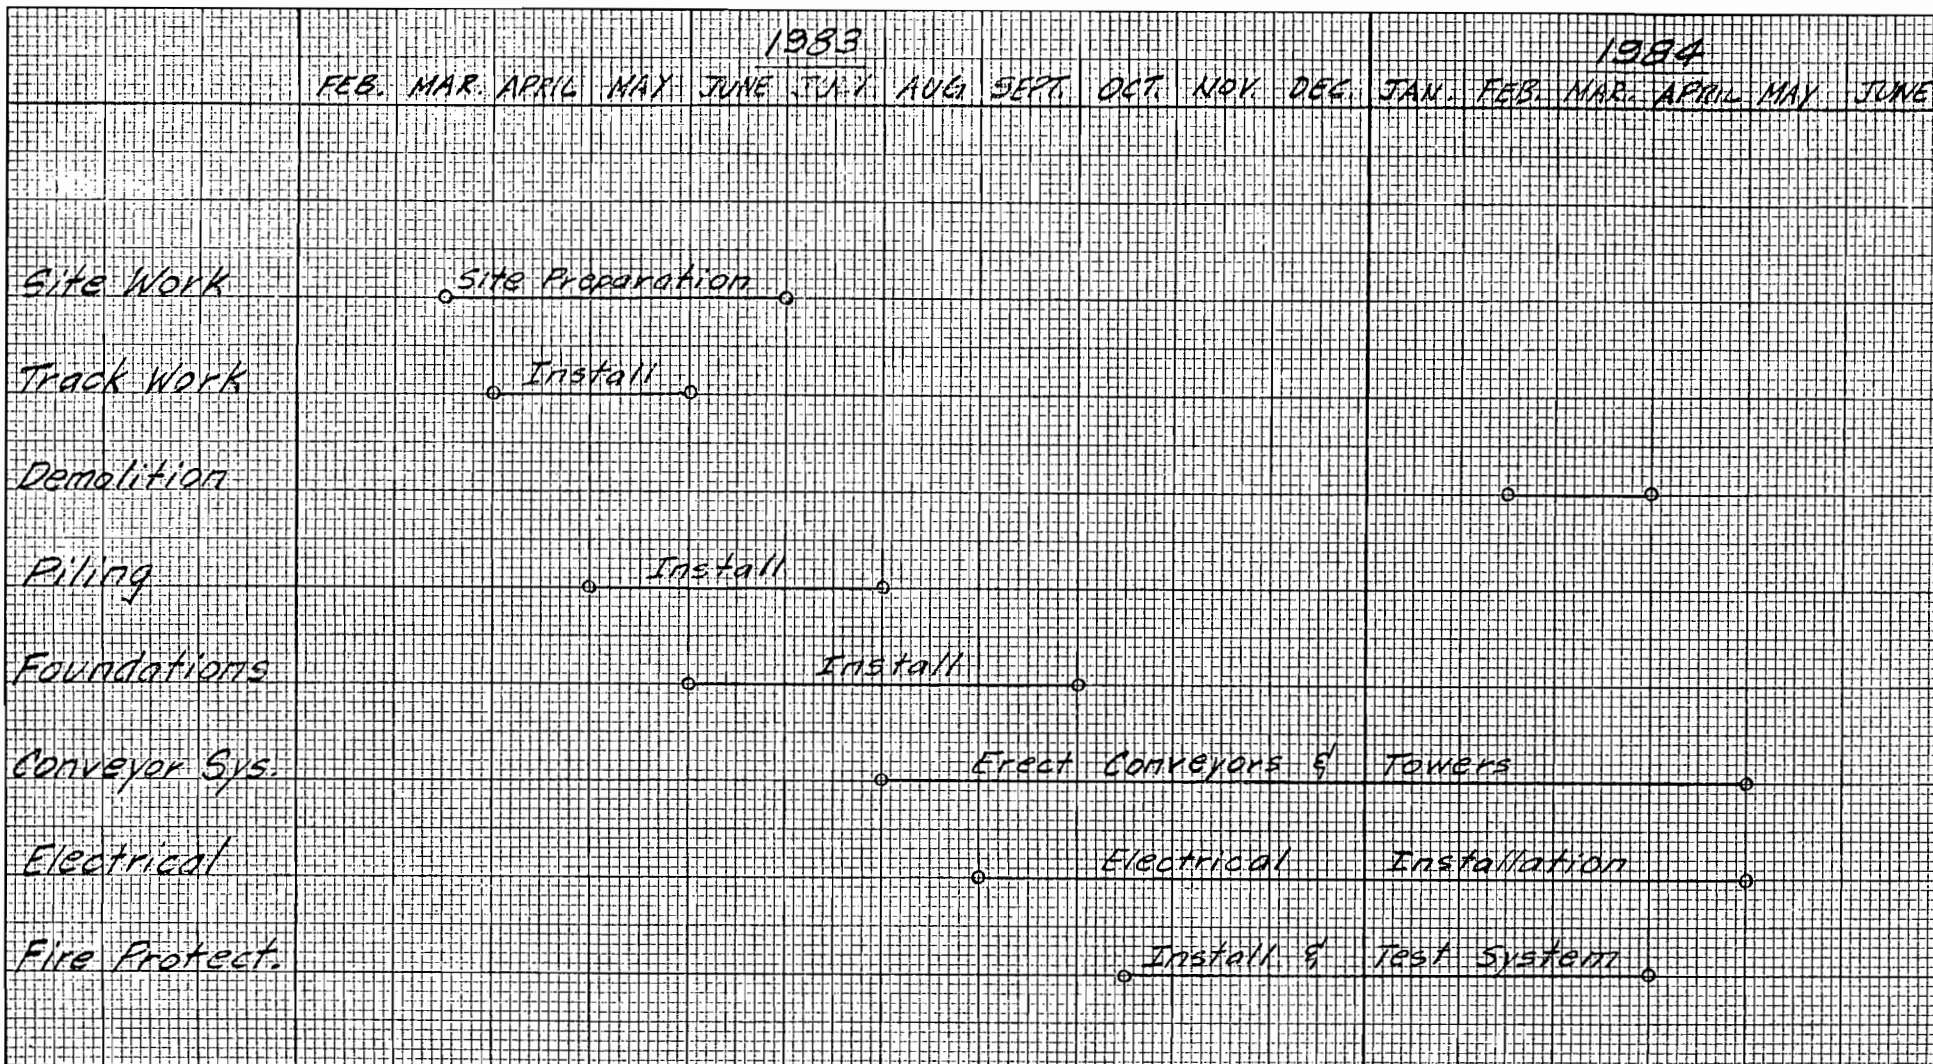 1983 1984
FEB. MAR. APRIL MAY JUNE JULY. AUG SEPT. OCT. NOV. DEC. JAN. FEB. MAR. APRIL MAY JUNE
Site Work Site Preparation
Track Work Install
Demolition
Piling Install
Foundations Install
Conveyor Sys. Erect Conveyors & Towers
Electrical Electrical Installation
Fire Protect. Install & Test System